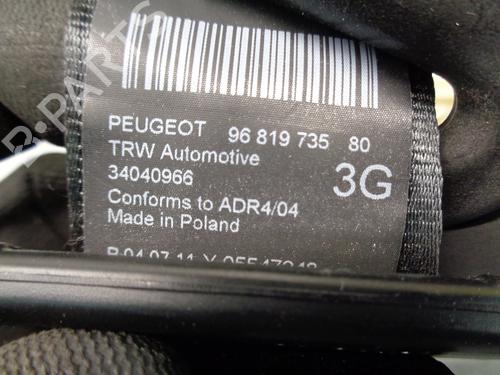 PEUGEOT 96 819 735 80
TRW Automotive
34040966 3G
Conforms to ADR4/04
Made in Poland